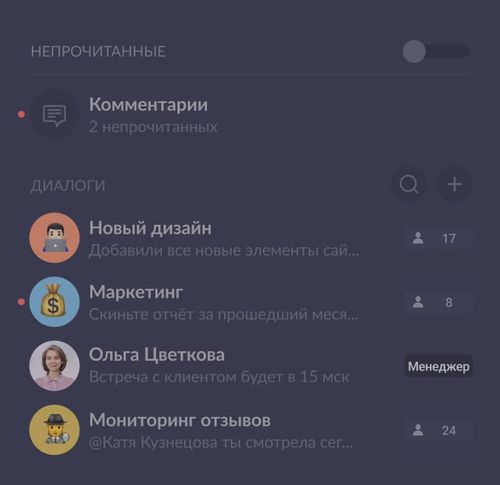 НЕПРОЧИТАННЫЕ
Комментарии
2 непрочитанных
ДИАЛОГИ
Новый дизайн
17
Добавили все новые элементы сай...
Маркетинг
8
Скиньте отчёт за прошедший меся...
Ольга Цветкова
Менеджер
Встреча с клиентом будет в 15 мск
Мониторинг отзывов
24
@Катя Кузнецова ты смотрела сег...